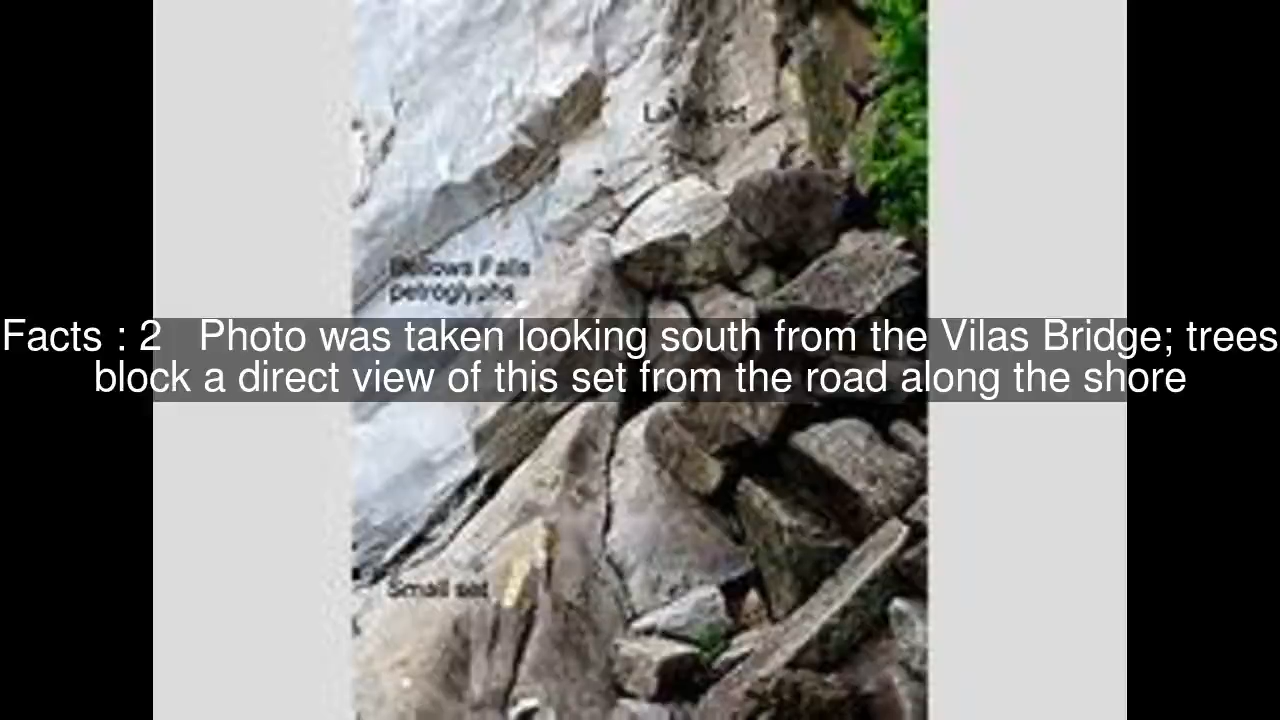 Large set
Bellows Falls
petroglyphs
Facts : 2 Photo was taken looking south from the Vilas Bridge; trees
block a direct view of this set from the road along the shore
Small set